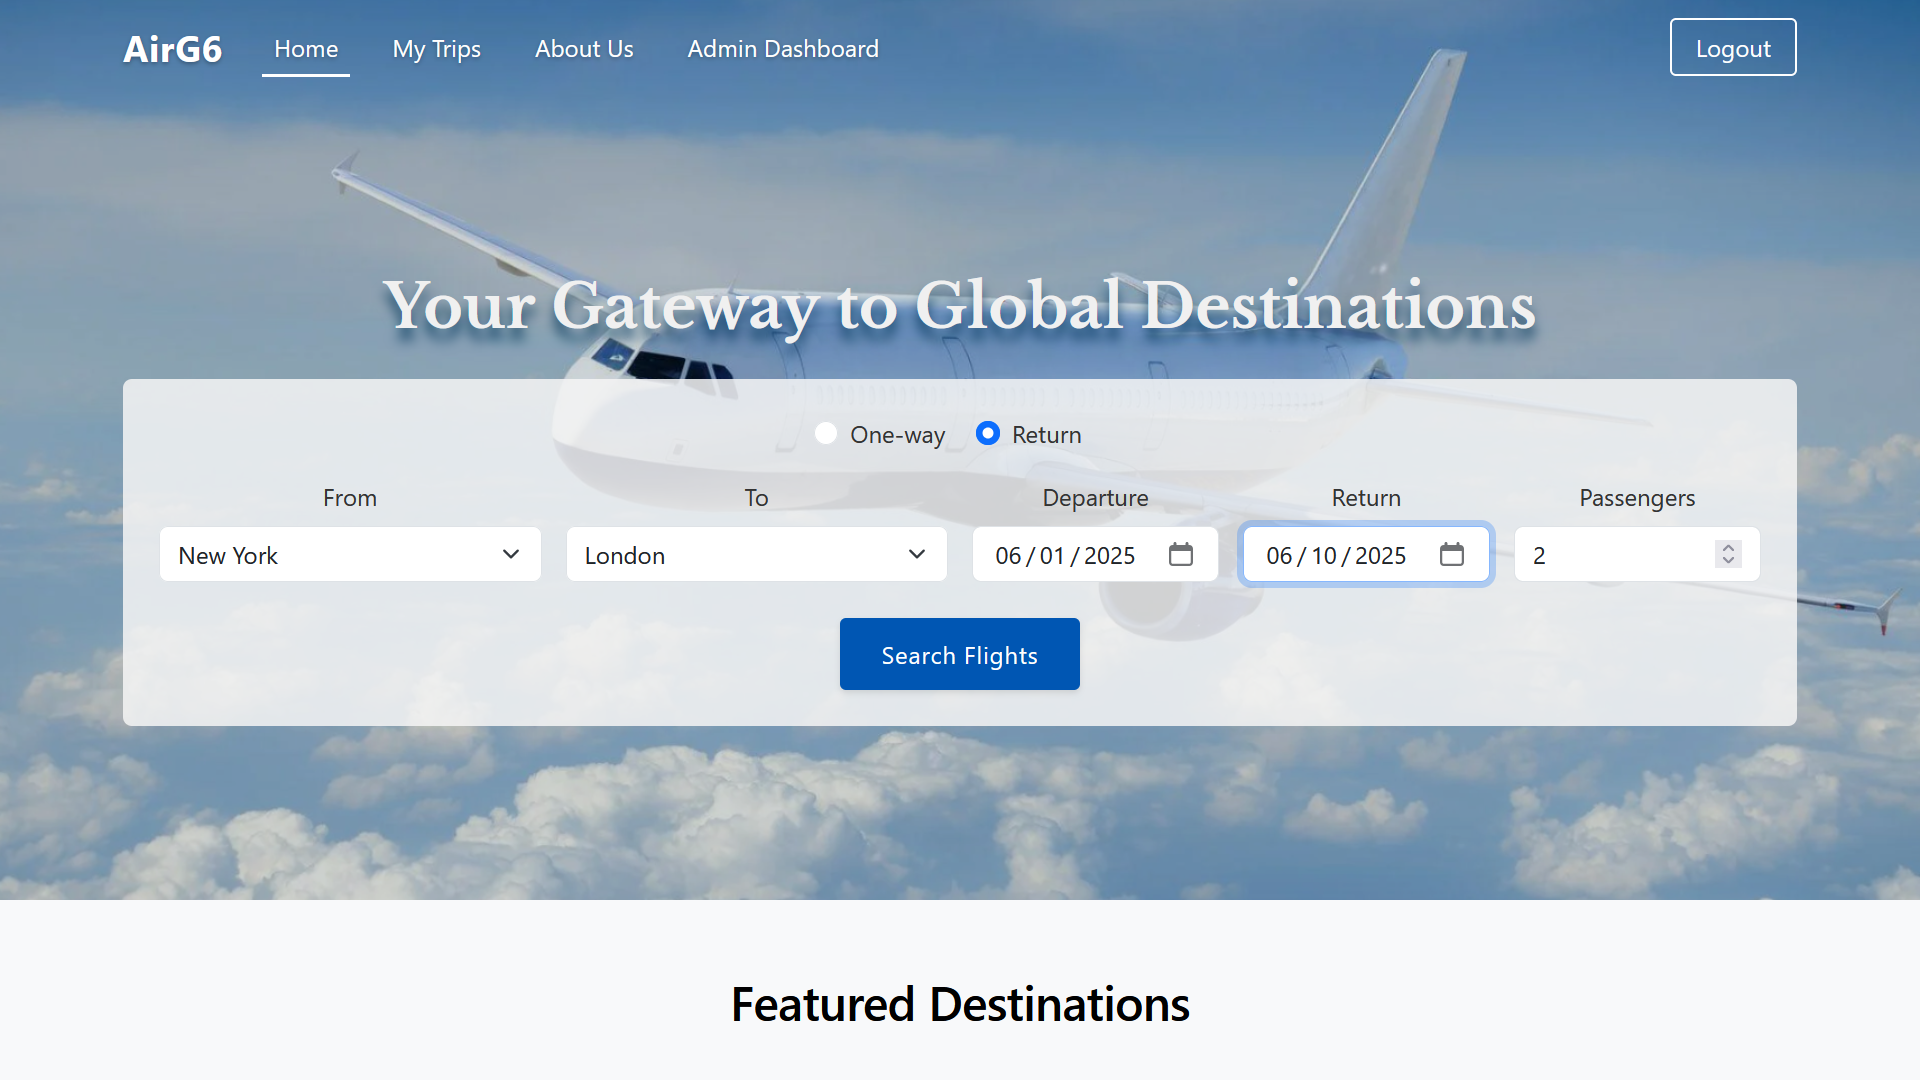 AirG6 Home My Trips About Us Admin Dashboard Logout
Your Gateway to Global Destinations
One-way Return
From To Departure Return Passengers
New York London 06/01/2025 06/10/2025 2
Search Flights
Featured Destinations